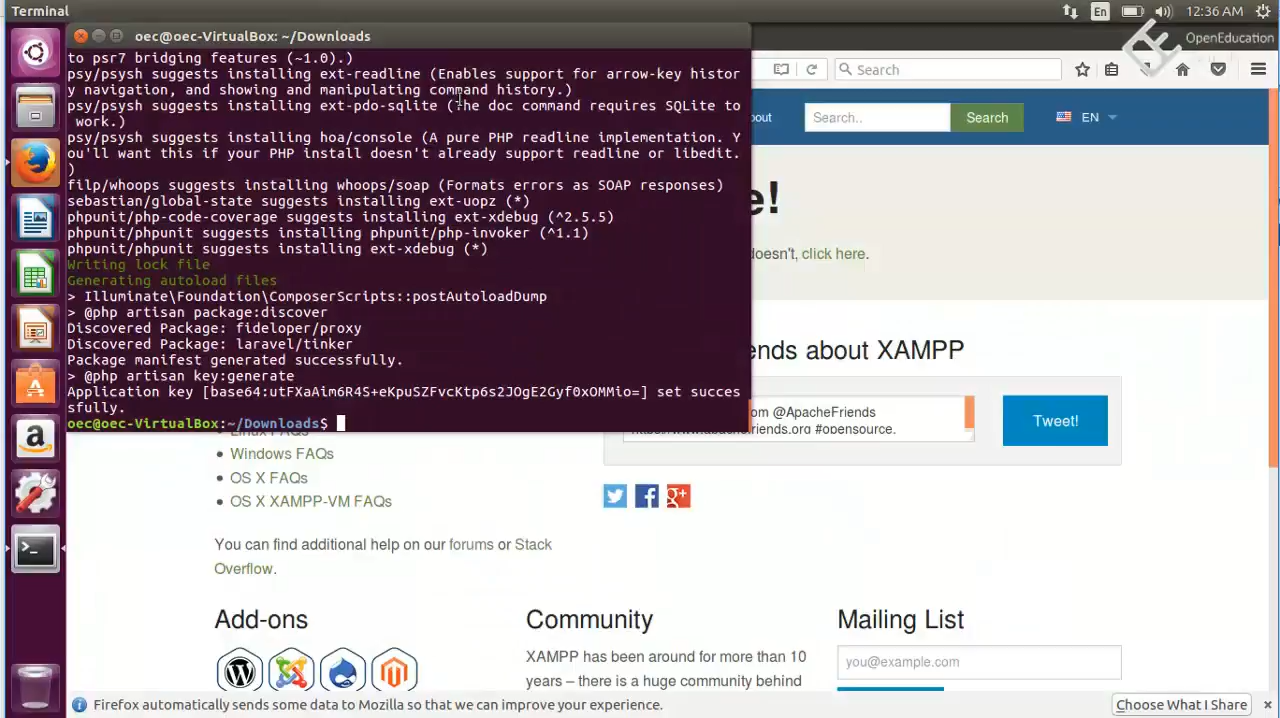 Terminal
En
12:36 AM
OpenEducation
oec@oec-VirtualBox: ~/Downloads
to psr7 bridging features (~1.0).)
psy/psysh suggests installing ext-readline (Enables support for arrow-key histor
y navigation, and showing and manipulating command history.)
psy/psysh suggests installing ext-pdo-sqlite (The doc command requires SQLite to
work.)
psy/psysh suggests installing hoa/console (A pure PHP readline implementation. Y
ou'll want this if your PHP install doesn't already support readline or libedit.
)
filp/whoops suggests installing whoops/soap (Formats errors as SOAP responses)
sebastian/global-state suggests installing ext-uopz (*)
phpunit/php-code-coverage suggests installing ext-xdebug (^2.5.5)
phpunit/phpunit suggests installing phpunit/php-invoker (^1.1)
phpunit/phpunit suggests installing ext-xdebug (*)
Writing lock file
Generating autoload files
> Illuminate\Foundation\ComposerScripts::postAutoloadDump
> @php artisan package:discover
Discovered Package: fideloper/proxy
Discovered Package: laravel/tinker
Package manifest generated successfully.
> @php artisan key:generate
Application key [base64:utFXaAim6R4S+eKpuSZFvcKtp6s2JOgE2Gyf0xOMMio=] set succes
sfully.
oec@oec-VirtualBox:~/Downloads$
Search
out
Search..
Search
EN
e!
doesn't, click here.
ends about XAMPP
om @ApacheFriends
https://www.apachefriends.org #opensource.
Tweet!
Linux FAQs
Windows FAQs
OS X FAQs
OS X XAMPP-VM FAQs
You can find additional help on our forums or Stack
Overflow.
Add-ons
Community
XAMPP has been around for more than 10
years – there is a huge community behind
Mailing List
you@example.com
Firefox automatically sends some data to Mozilla so that we can improve your experience.
Choose What I Share